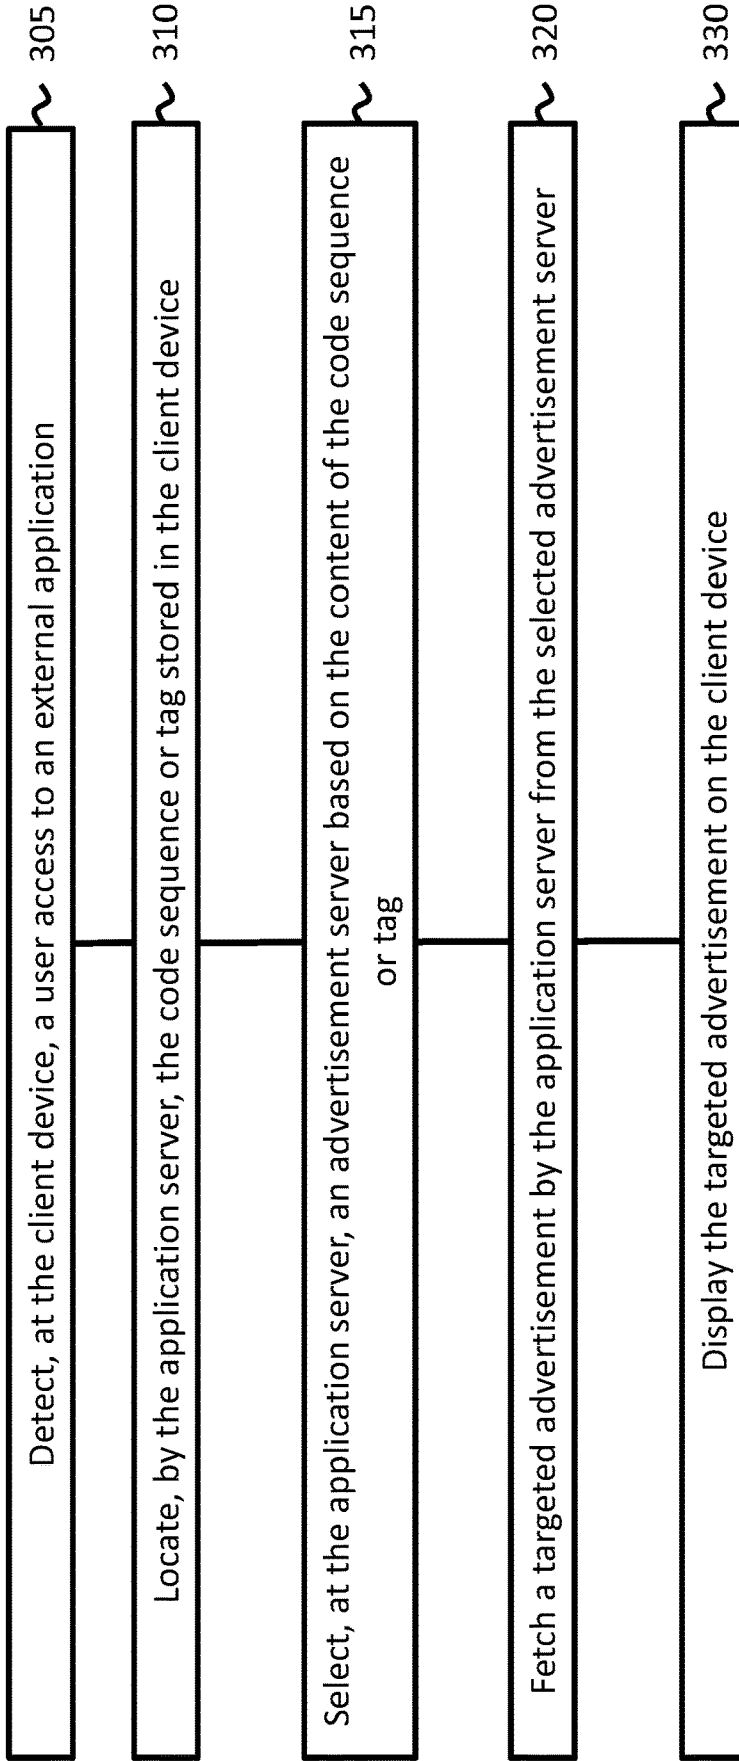 Detect, at the client device, a user access to an external application
305
Locate, by the application server, the code sequence or tag stored in the client device
310
Select, at the application server, an advertisement server based on the content of the code sequence
or tag
315
Fetch a targeted advertisement by the application server from the selected advertisement server
320
Display the targeted advertisement on the client device
330